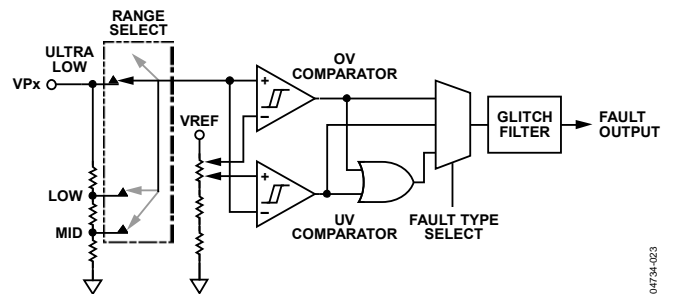 RANGE
SELECT
ULTRA
LOW
VPx
LOW
MID
VREF
+
−
+
−
OV
COMPARATOR
UV
COMPARATOR
FAULT TYPE
SELECT
GLITCH
FILTER
FAULT
OUTPUT
04734-023